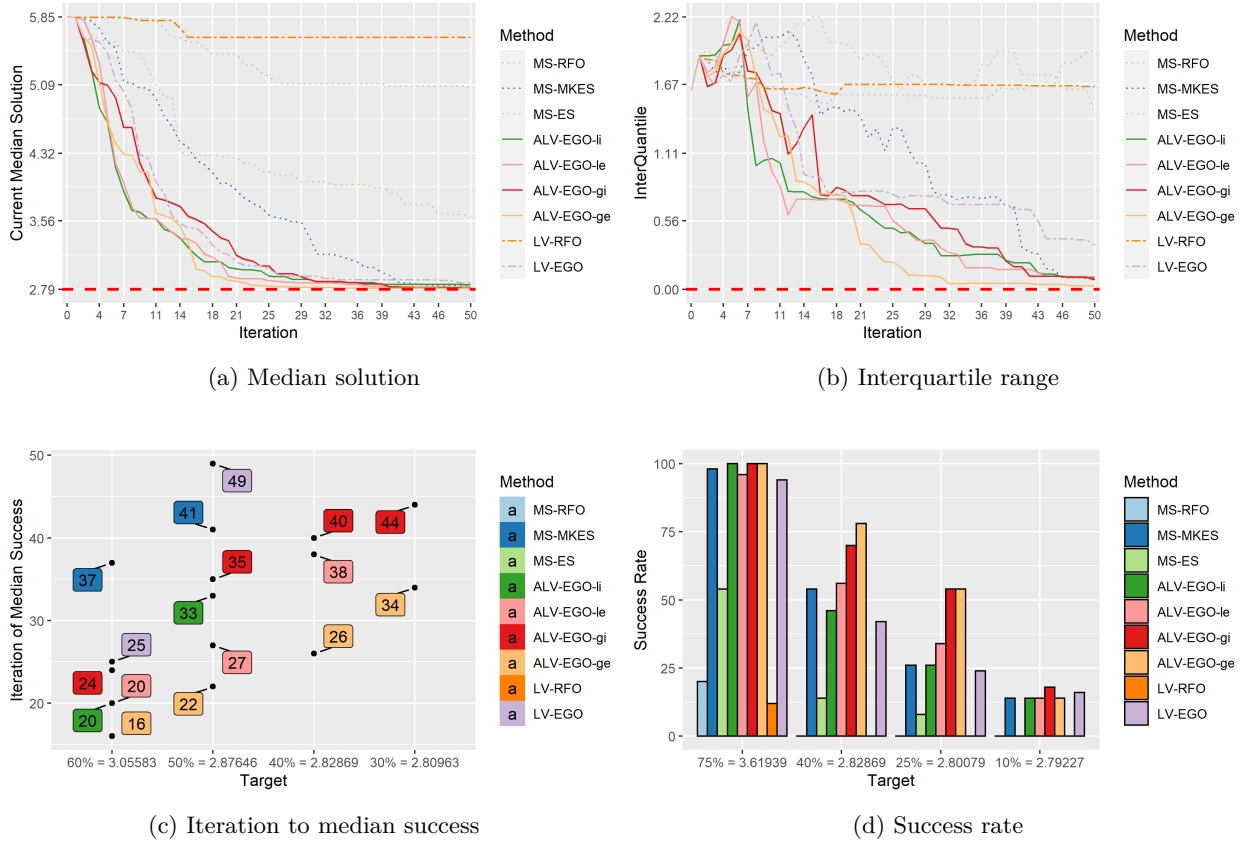 Current Median Solution
5.85
5.09
4.32
3.56
2.79
0 4 7 11 14 18 21 25 29 32 36 39 43 46 50
Iteration
Method
MS-RFO
MS-MKES
MS-ES
ALV-EGO-li
ALV-EGO-le
ALV-EGO-gi
ALV-EGO-ge
LV-RFO
LV-EGO
(a) Median solution
InterQuantile
2.22
1.67
1.11
0.56
0.00
0 4 7 11 14 18 21 25 29 32 36 39 43 46 50
Iteration
Method
MS-RFO
MS-MKES
MS-ES
ALV-EGO-li
ALV-EGO-le
ALV-EGO-gi
ALV-EGO-ge
LV-RFO
LV-EGO
(b) Interquartile range
Iteration of Median Success
50
40
30
20
49
41
40
44
35
38
37
33
34
26
25
27
24
20
22
20
16
60% = 3.05583 50% = 2.87646 40% = 2.82869 30% = 2.80963
Target
Method
a MS-RFO
a MS-MKES
a MS-ES
a ALV-EGO-li
a ALV-EGO-le
a ALV-EGO-gi
a ALV-EGO-ge
a LV-RFO
a LV-EGO
(c) Iteration to median success
Success Rate
100
75
50
25
0
75% = 3.61939 40% = 2.82869 25% = 2.80079 10% = 2.79227
Target
Method
MS-RFO
MS-MKES
MS-ES
ALV-EGO-li
ALV-EGO-le
ALV-EGO-gi
ALV-EGO-ge
LV-RFO
LV-EGO
(d) Success rate